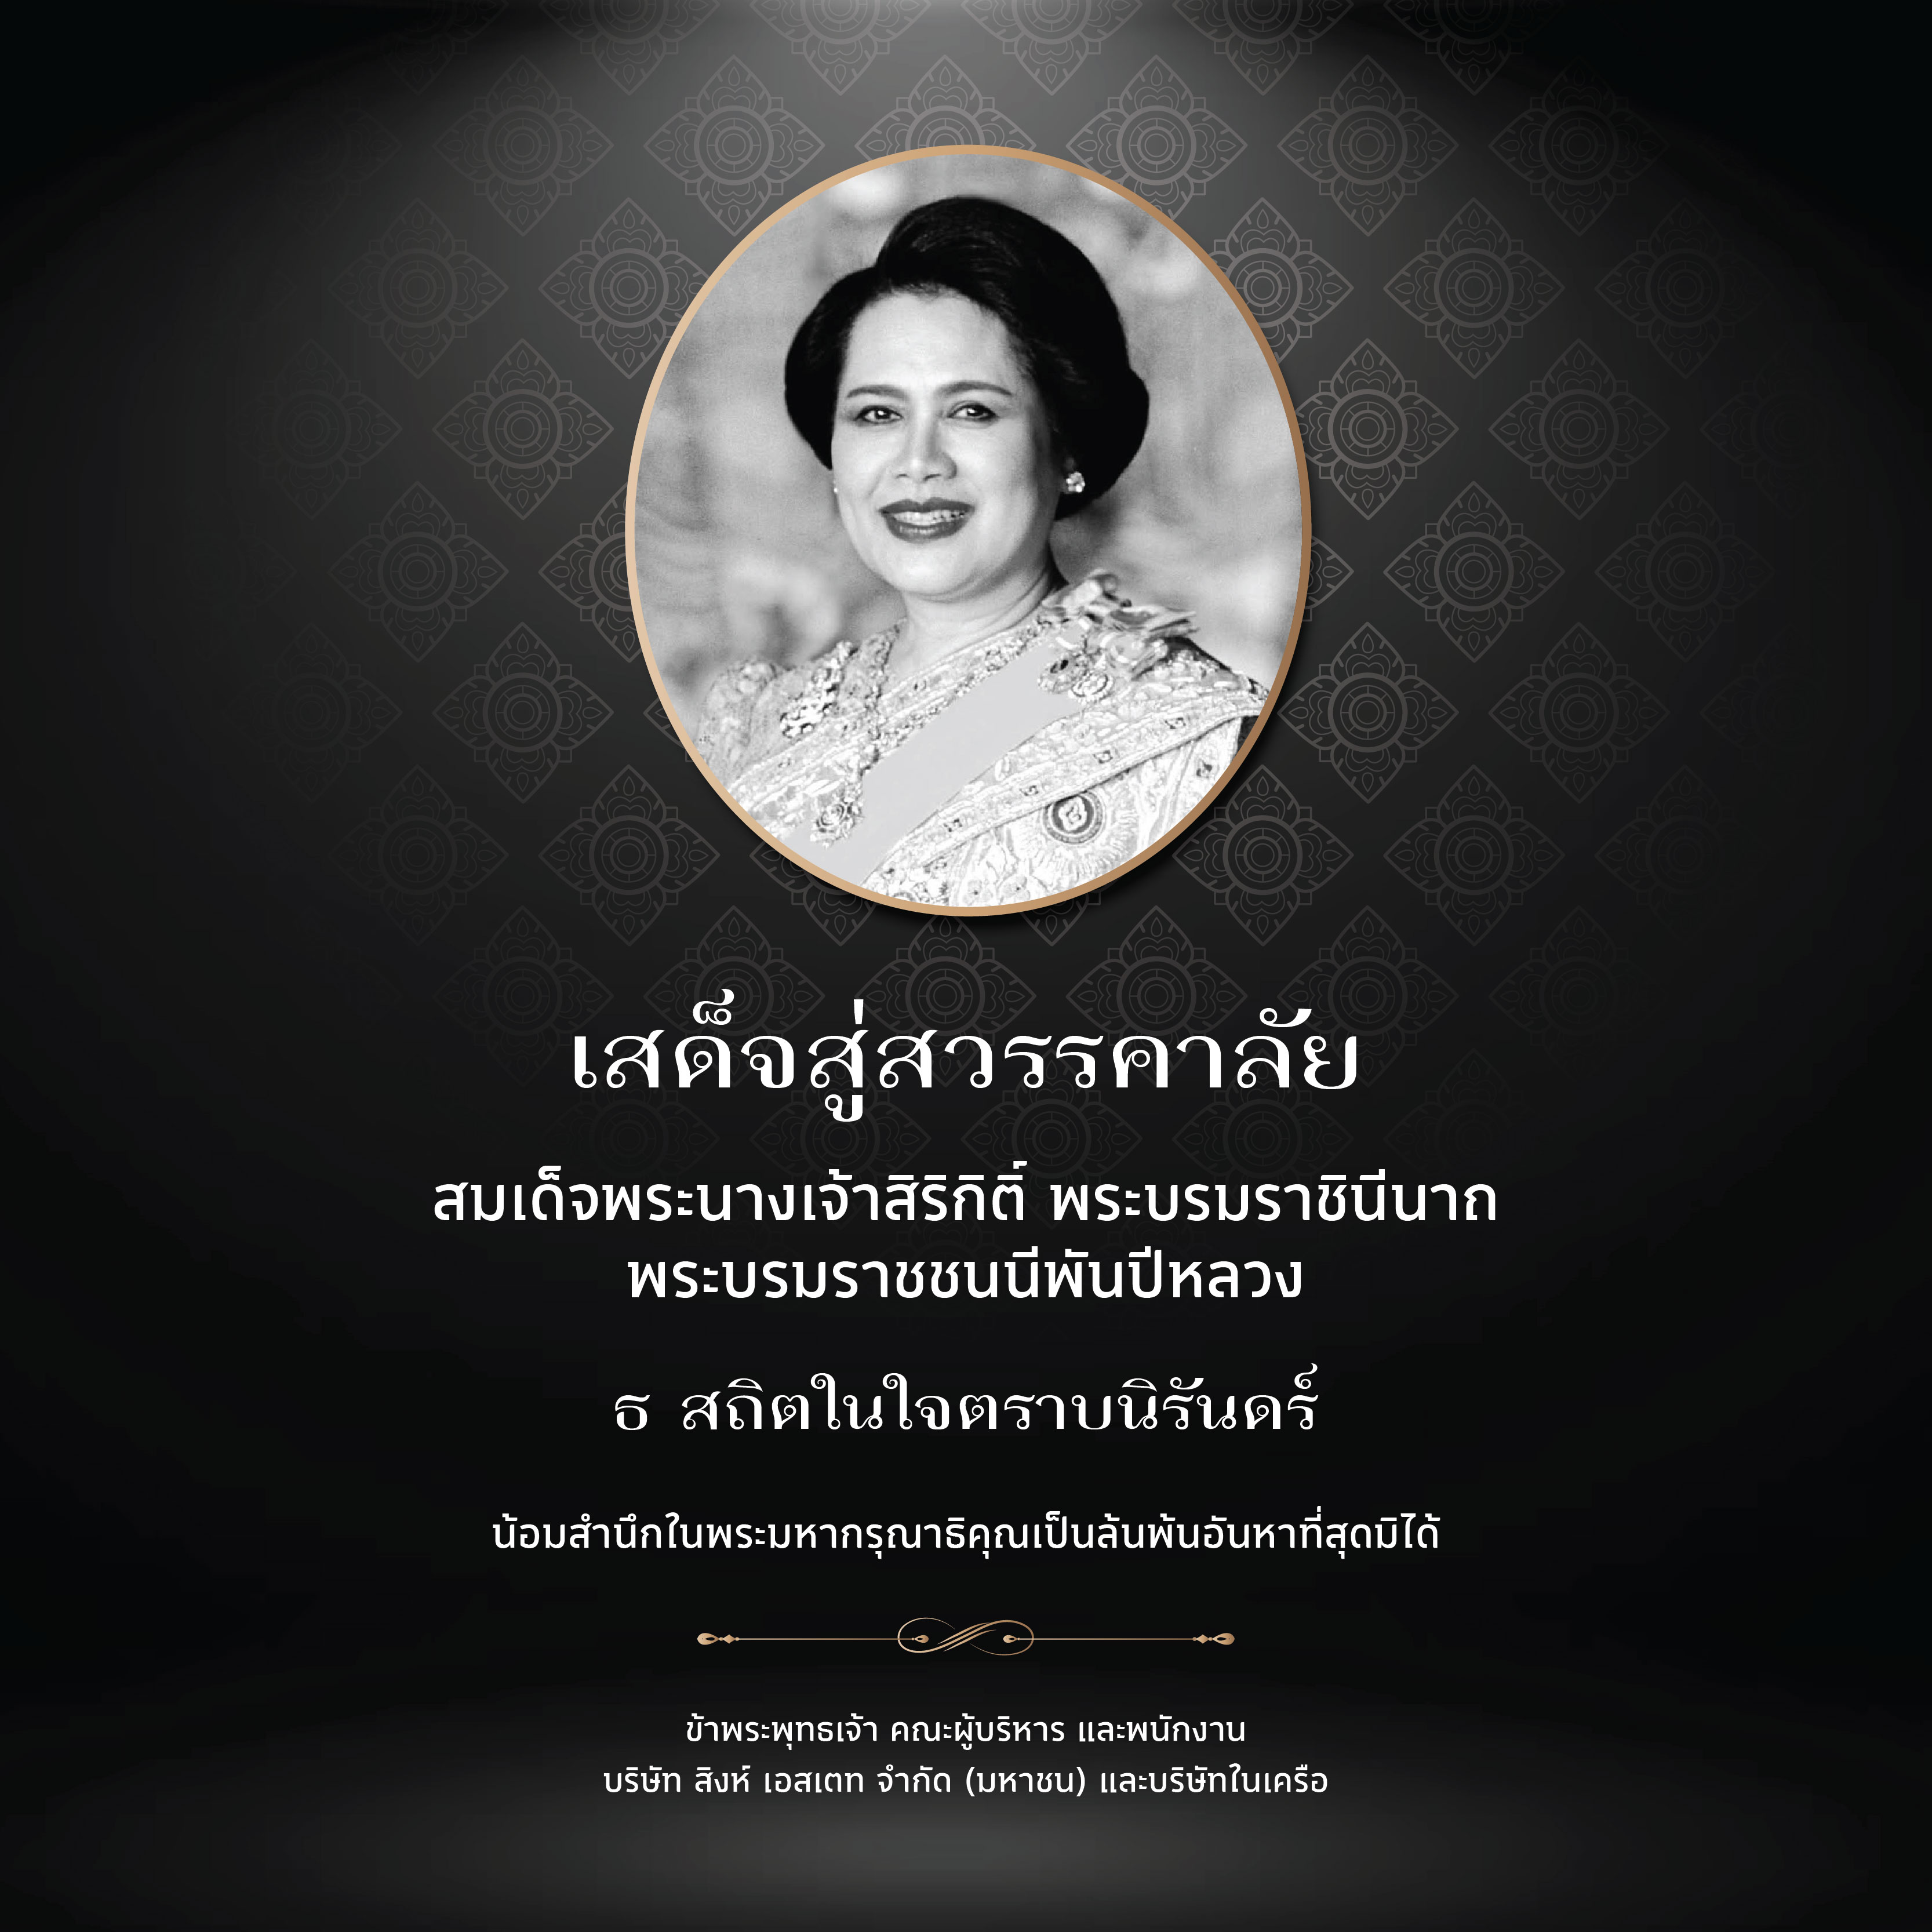 เสด็จสู่สวรรคาลัย
สมเด็จพระนางเจ้าสิริกิติ์ พระบรมราชินีนาถ
พระบรมราชชนนีพันปีหลวง
ธ สถิตในใจตราบนิรันดร์
น้อมสำนึกในพระมหากรุณาธิคุณเป็นล้นพ้นอันหาที่สุดมิได้
ข้าพระพุทธเจ้า คณะผู้บริหาร และพนักงาน
บริษัท สิงห์ เอสเตท จำกัด (มหาชน) และบริษัทในเครือ